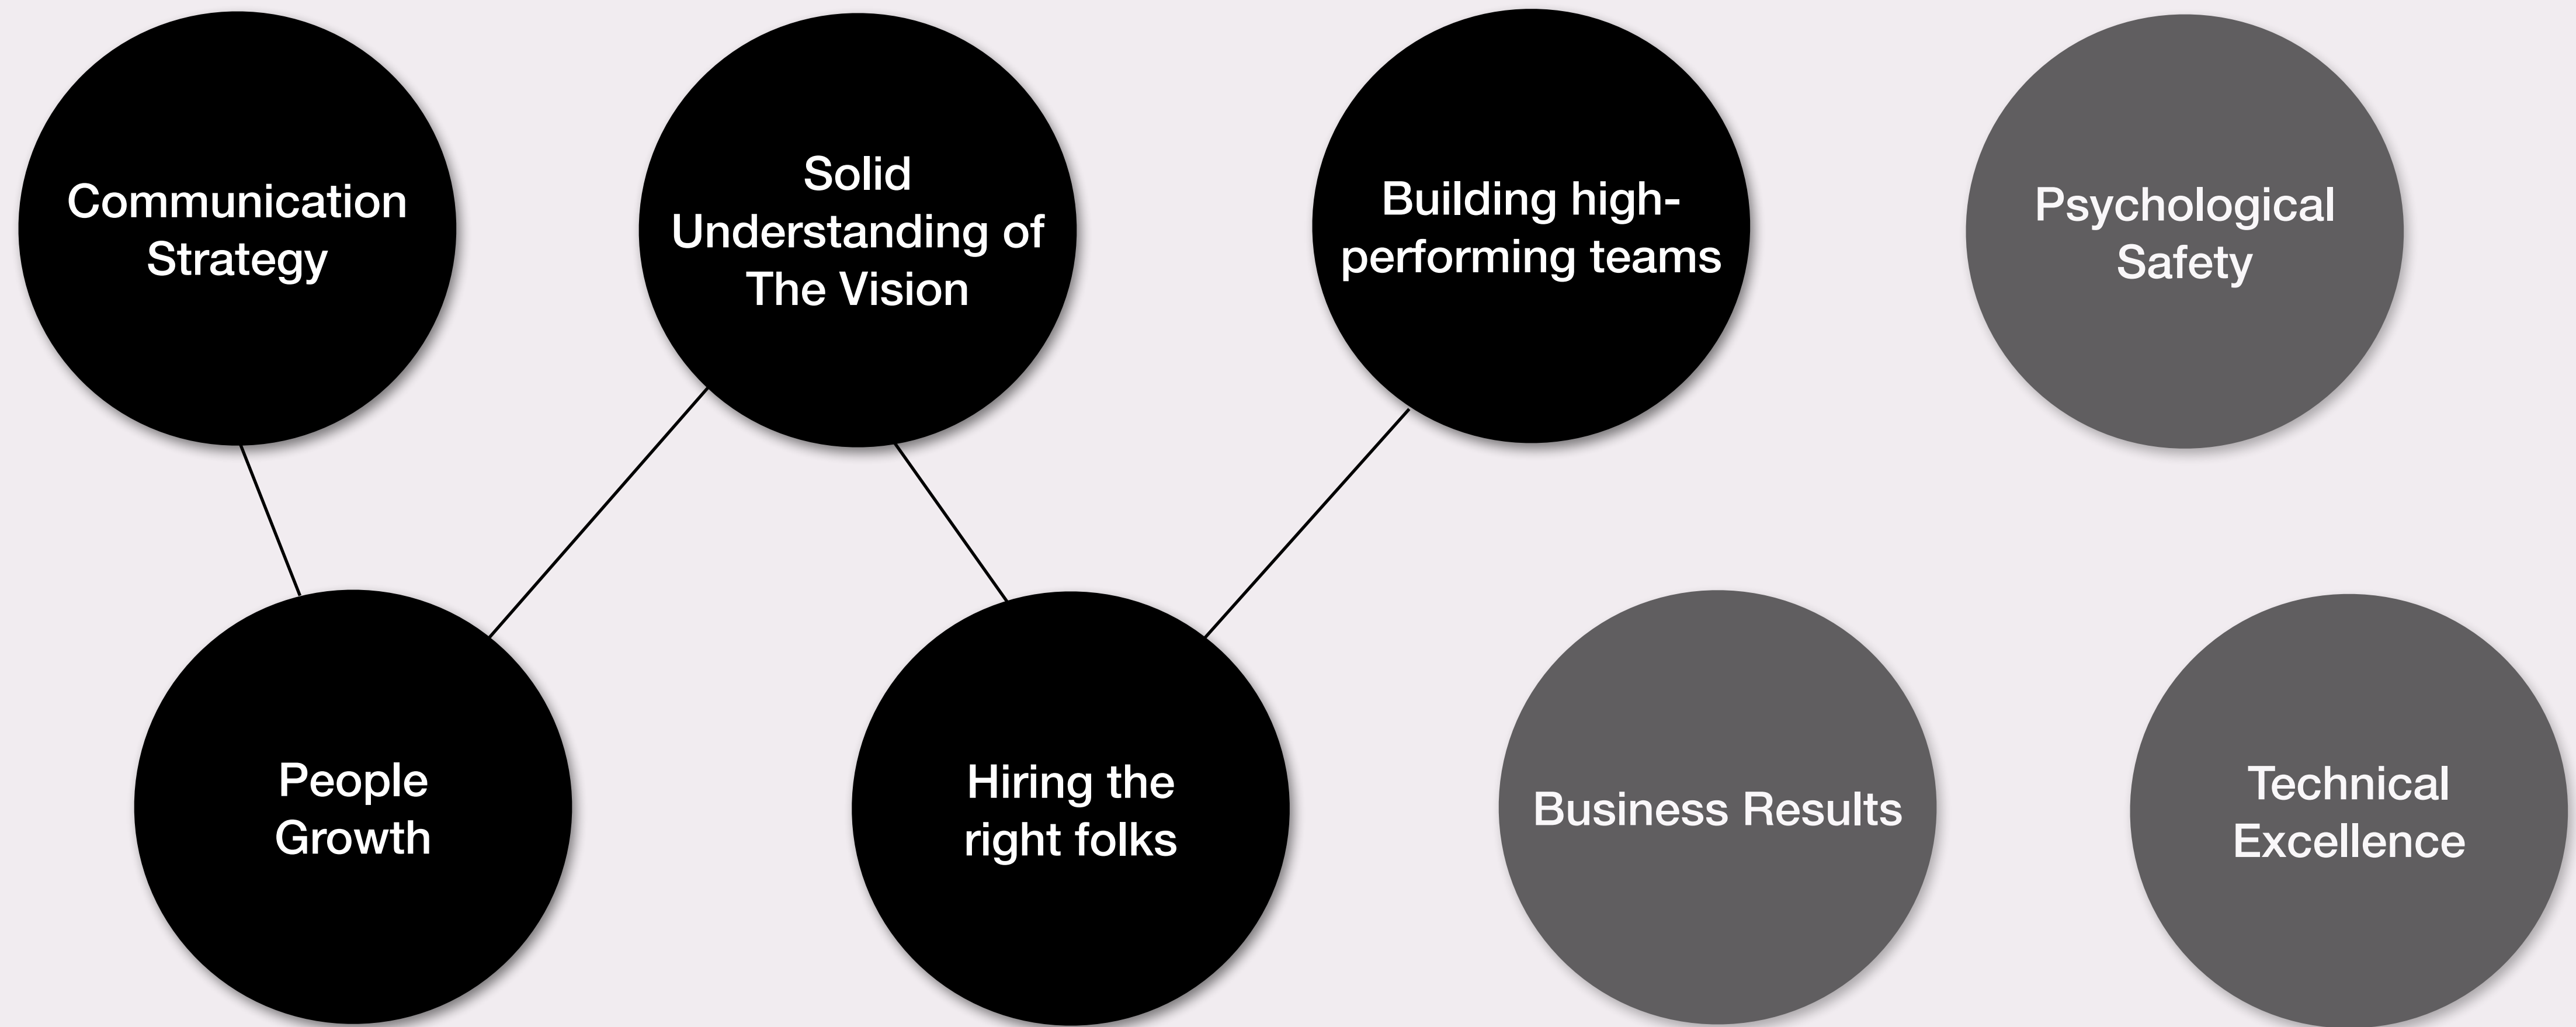 Communication
Strategy
Solid
Understanding of
The Vision
Building high-
performing teams
Psychological
Safety
People
Growth
Hiring the
right folks
Business Results
Technical
Excellence